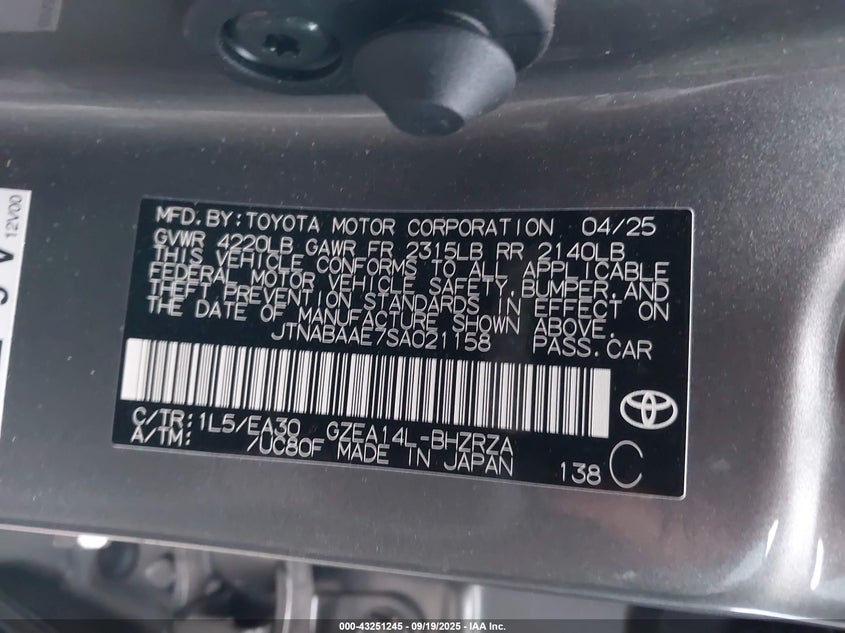 MFD. BY: TOYOTA MOTOR CORPORATION 04/25
GVWR 4220LB GAWR FR 2315LB RR 2140LB
THIS VEHICLE CONFORMS TO ALL APPLICABLE
FEDERAL MOTOR VEHICLE SAFETY, BUMPER, AND
THEFT PREVENTION STANDARDS IN EFFECT ON
THE DATE OF MANUFACTURE SHOWN ABOVE.
JTNABAAE7SA021158 PASS.CAR
C/TR: 1L5/EA30 GZEA14L-BHZRZA
A/TM: /UC80F MADE IN JAPAN 138 C
12V00
000-43251245 - 09/19/2025 - IAA Inc.